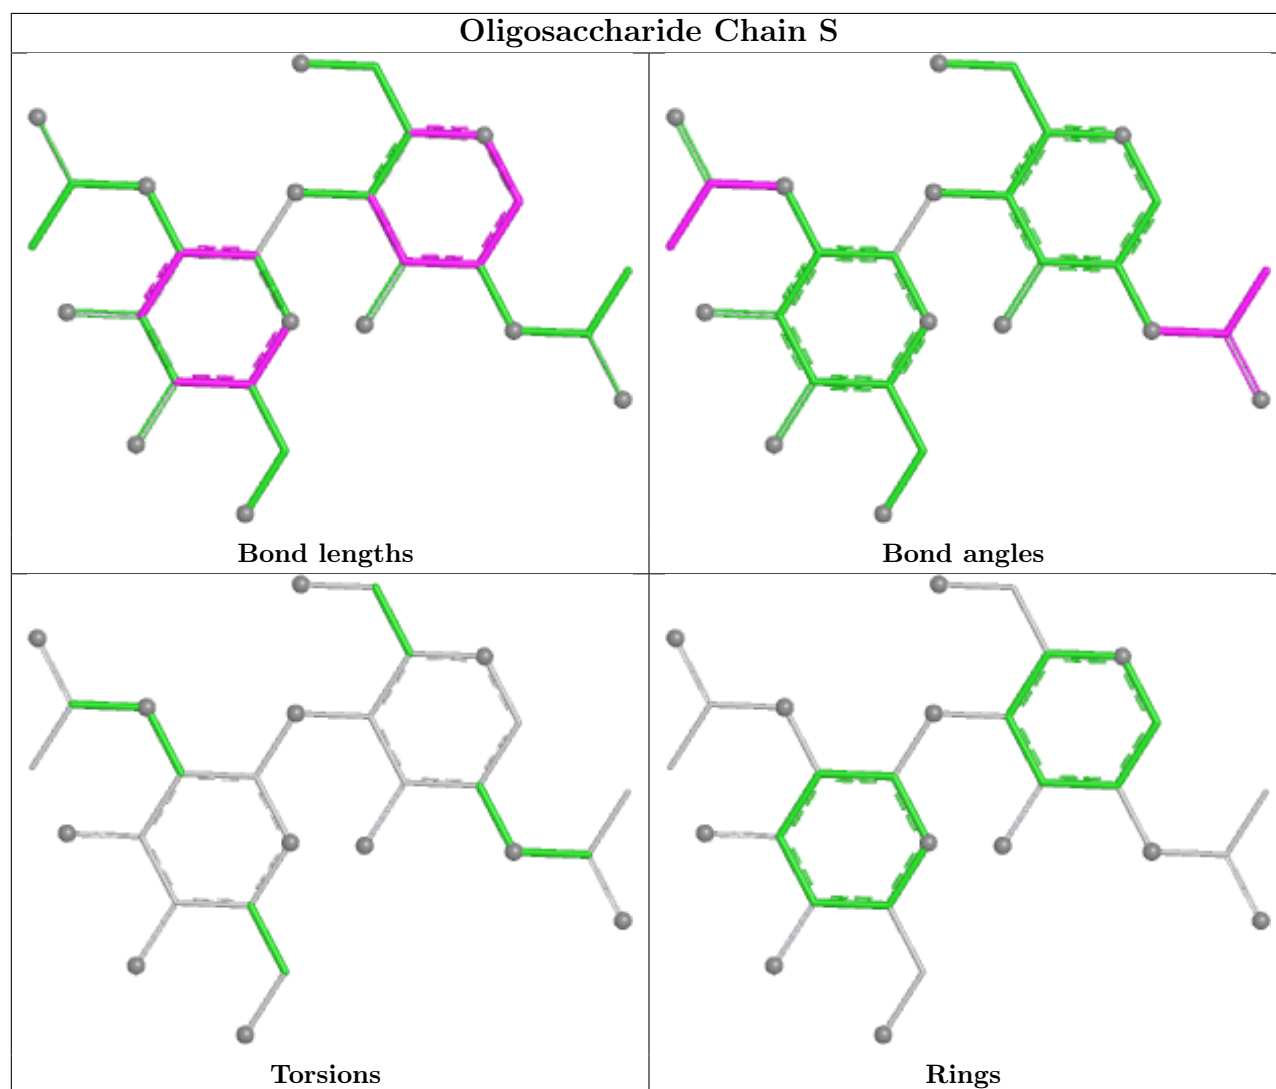 Oligosaccharide Chain S
Bond lengths
Bond angles
Torsions
Rings